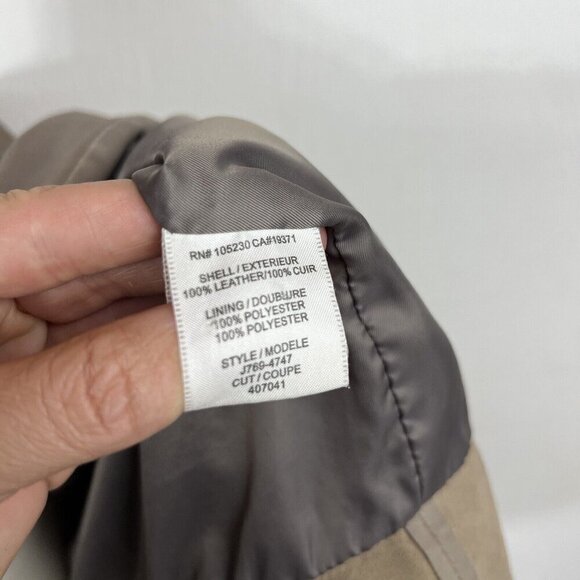 RN# 105230 CA#19371
SHELL / EXTERIEUR
100% LEATHER/100% CUIR
LINING / DOUBLURE
100% POLYESTER
100% POLYESTER
STYLE / MODELE
J769-4747
CUT / COUPE
407041